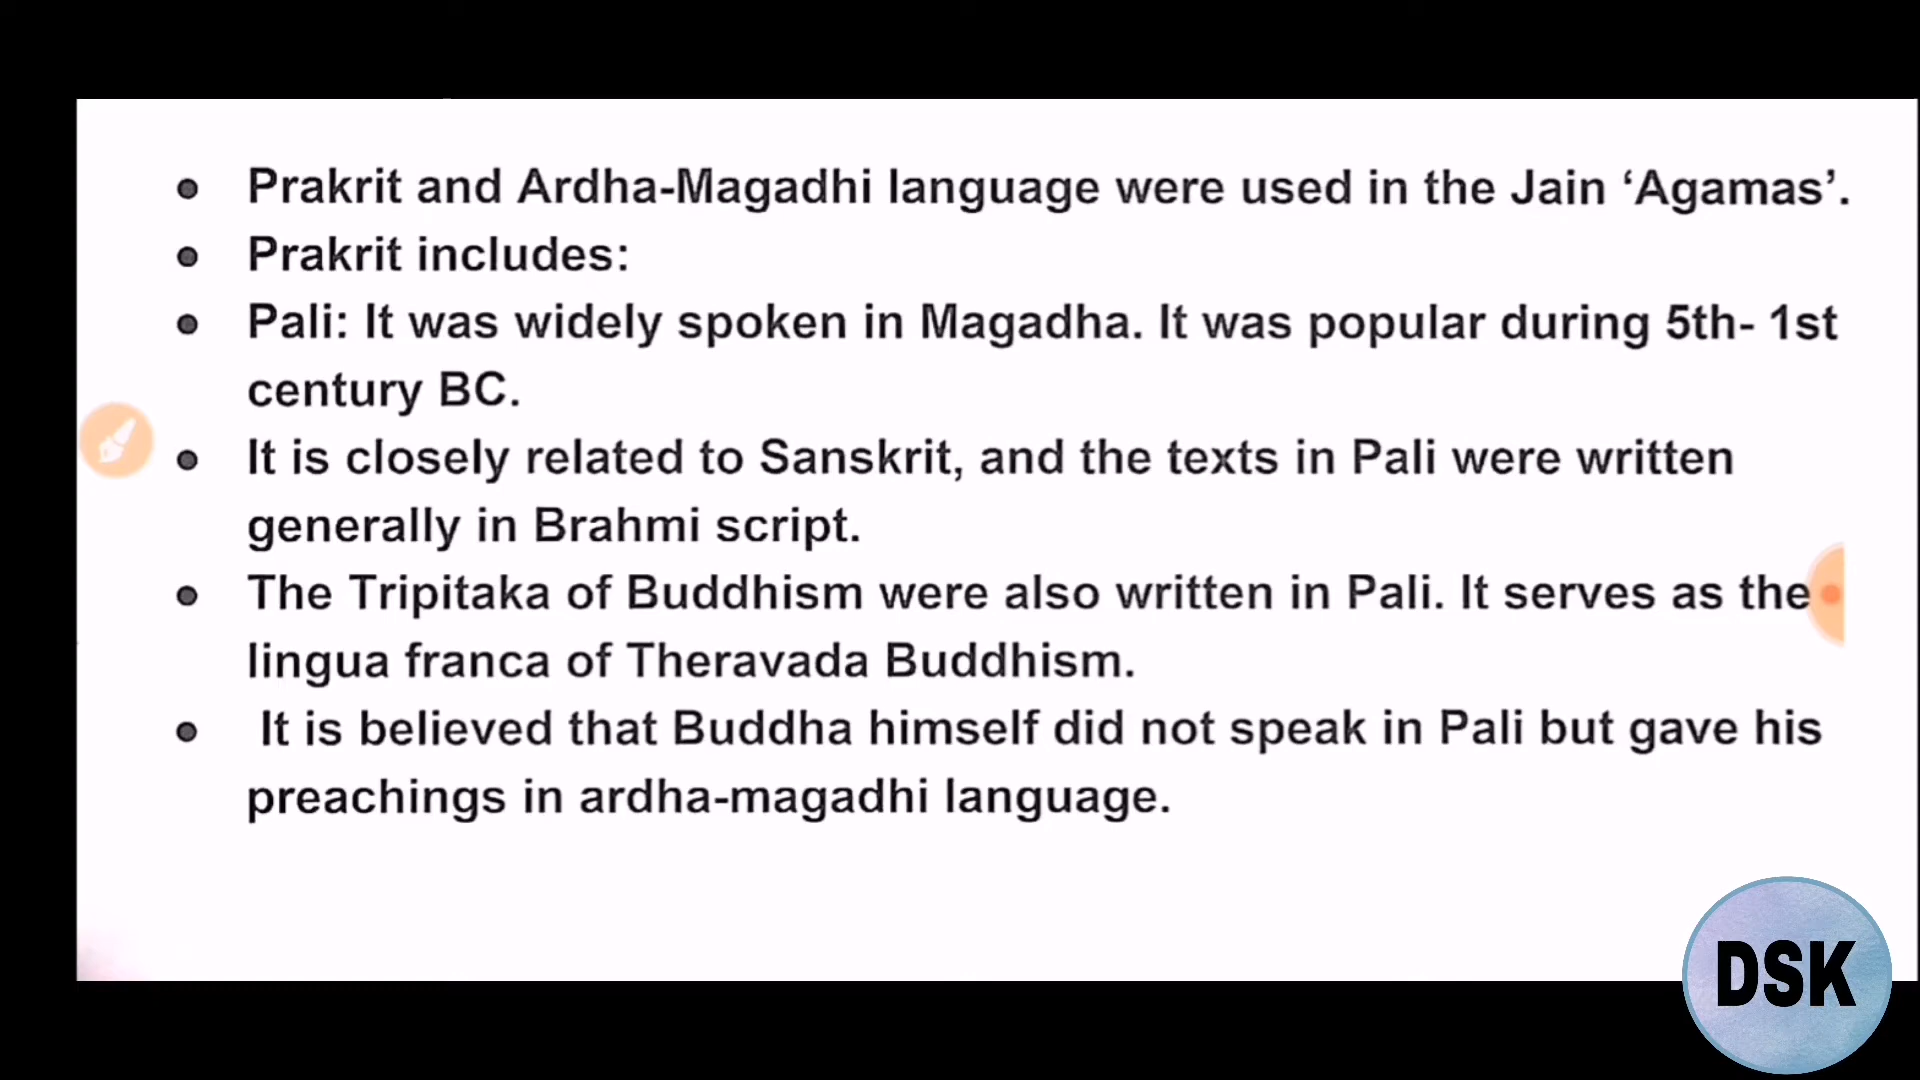 • Prakrit and Ardha-Magadhi language were used in the Jain ‘Agamas’.
• Prakrit includes:
• Pali: It was widely spoken in Magadha. It was popular during 5th- 1st
century BC.
• It is closely related to Sanskrit, and the texts in Pali were written
generally in Brahmi script.
• The Tripitaka of Buddhism were also written in Pali. It serves as the
lingua franca of Theravada Buddhism.
• It is believed that Buddha himself did not speak in Pali but gave his
preachings in ardha-magadhi language.
DSK